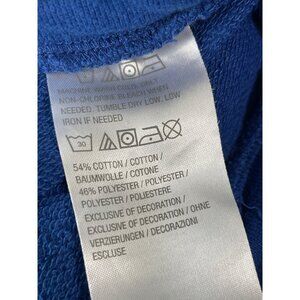 MACHINE WASH COLD. ONLY
NON-CHLORINE BLEACH WHEN
NEEDED. TUMBLE DRY LOW. LOW
IRON IF NEEDED
30
54% COTTON / COTTON /
BAUMWOLLE / COTONE
46% POLYESTER / POLYESTER /
POLYESTER / POLIESTERE
EXCLUSIVE OF DECORATION /
EXCLUSIVE OF DECORATION / OHNE
VERZIERUNGEN / DECORAZIONI
ESCLUSE